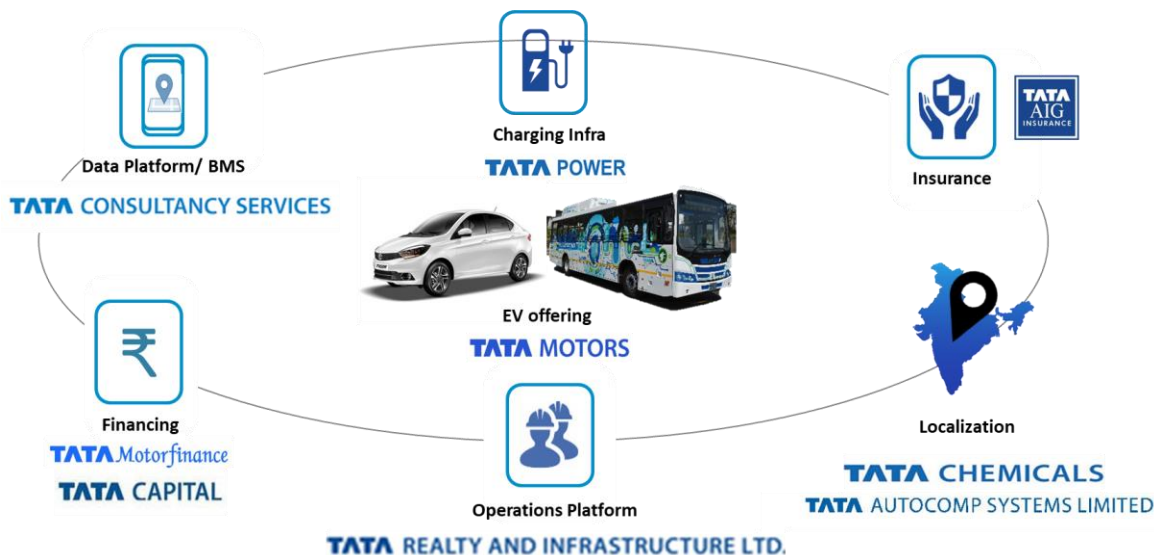 Charging Infra
TATA POWER
Data Platform/ BMS
TATA CONSULTANCY SERVICES
TATA
AIG
INSURANCE
Insurance
EV offering
TATA MOTORS
₹
Financing
TATA Motorfinance
TATA CAPITAL
Operations Platform
TATA REALTY AND INFRASTRUCTURE LTD.
Localization
TATA CHEMICALS
TATA AUTOCOMP SYSTEMS LIMITED